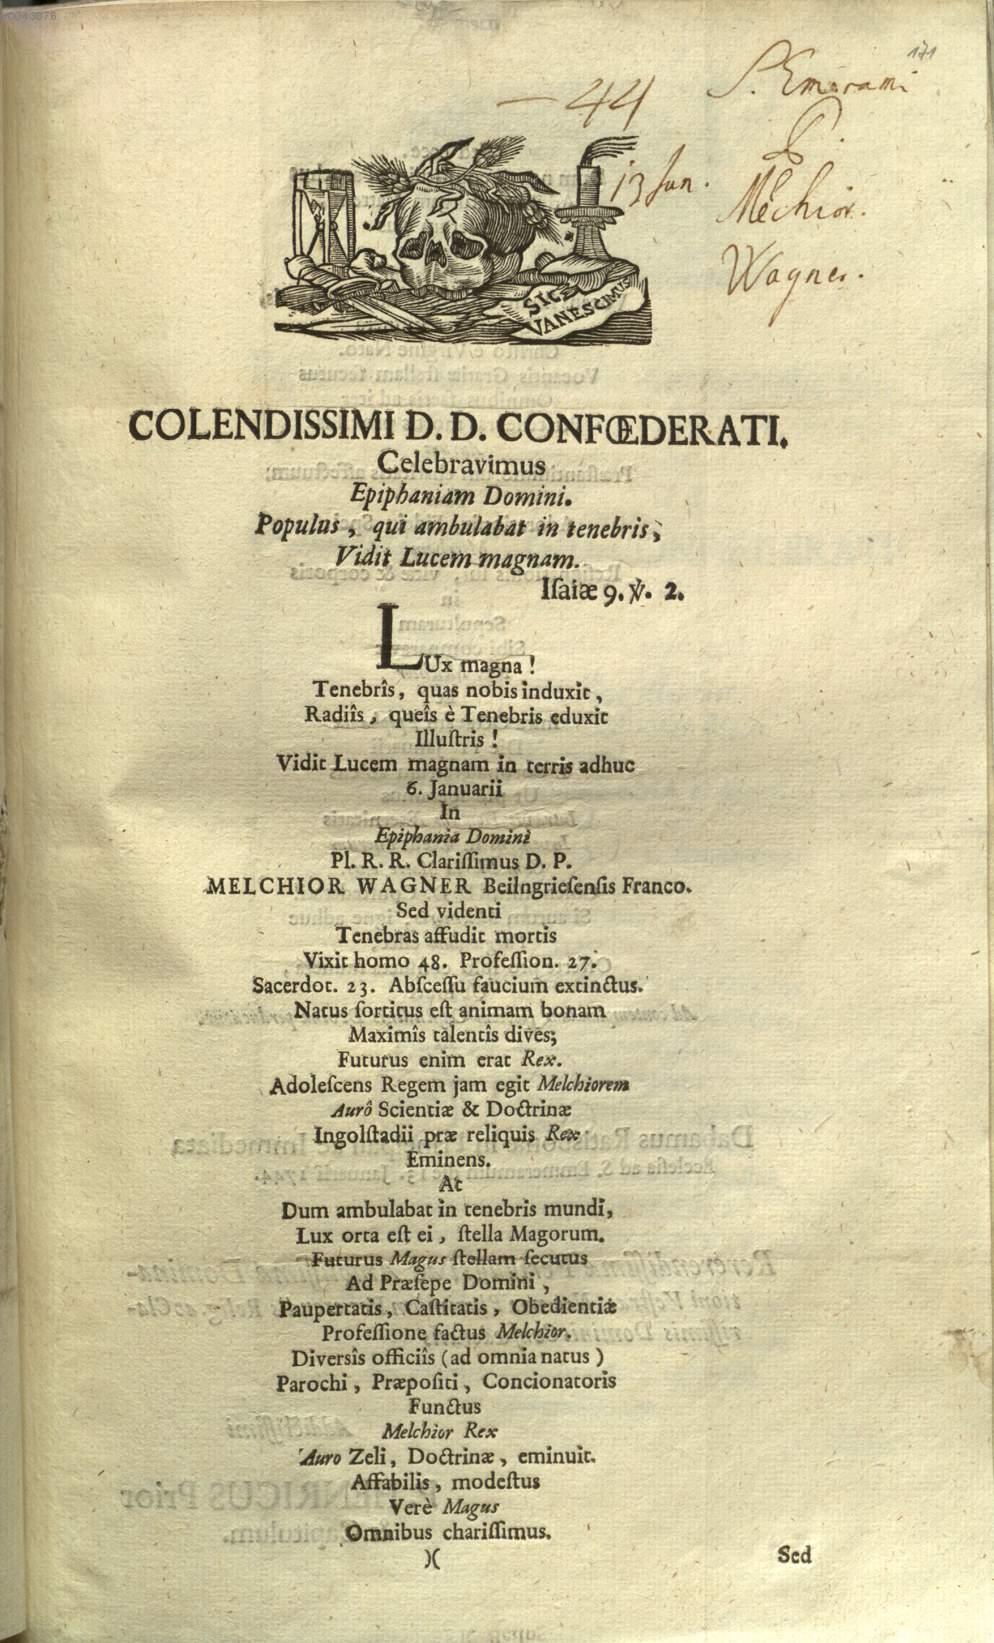 171
— 44
S. Emerami
P.
13 Jan.
Melchior.
Wagner.
SIC
VANESCIMUS
COLENDISSIMI D. D. CONFŒDERATI.
Celebravimus
Epiphaniam Domini.
Populus, qui ambulabat in tenebris,
Vidit Lucem magnam.
Iſaiæ 9. ℣. 2.
LUx magna!
Tenebrîs, quas nobis induxit,
Radiîs, queîs è Tenebris eduxit
Illuſtris!
Vidit Lucem magnam in terris adhuc
6. Januarii
In
Epiphania Domini
Pl. R. R. Clariſſimus D. P.
MELCHIOR WAGNER Beilngrieſenſis Franco.
Sed videnti
Tenebras affudit mortis
Vixit homo 48. Profeſſion. 27.
Sacerdot. 23. Abſceſſu faucium extinctus.
Natus ſortitus eſt animam bonam
Maximîs talentîs dives;
Futurus enim erat Rex.
Adoleſcens Regem jam egit Melchiorem
Aurô Scientiæ & Doctrinæ
Ingolſtadii præ reliquis Rex
Eminens.
At
Dum ambulabat in tenebris mundi,
Lux orta eſt ei, ſtella Magorum.
Futurus Magus ſtellam ſecutus
Ad Præſepe Domini,
Paupertatis, Caſtitatis, Obedientiæ
Profeſſione factus Melchior.
Diverſîs officiîs (ad omnia natus)
Parochi, Præpoſiti, Concionatoris
Functus
Melchior Rex
Auro Zeli, Doctrinæ, eminuit.
Affabilis, modeſtus
Verè Magus
Omnibus chariſſimus.
)( Sed